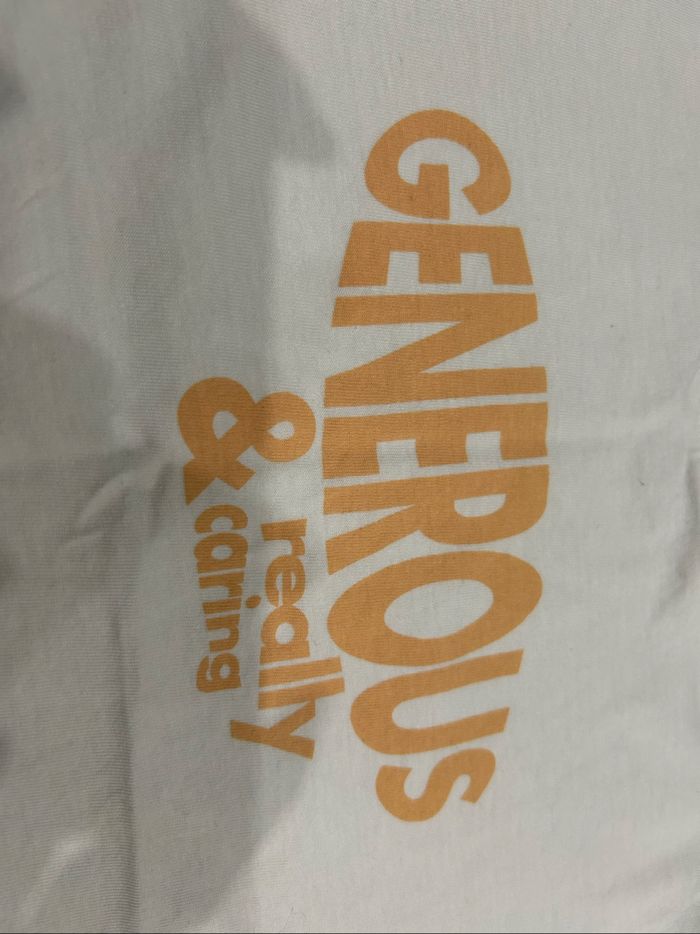 GENEROUS
& really
caring